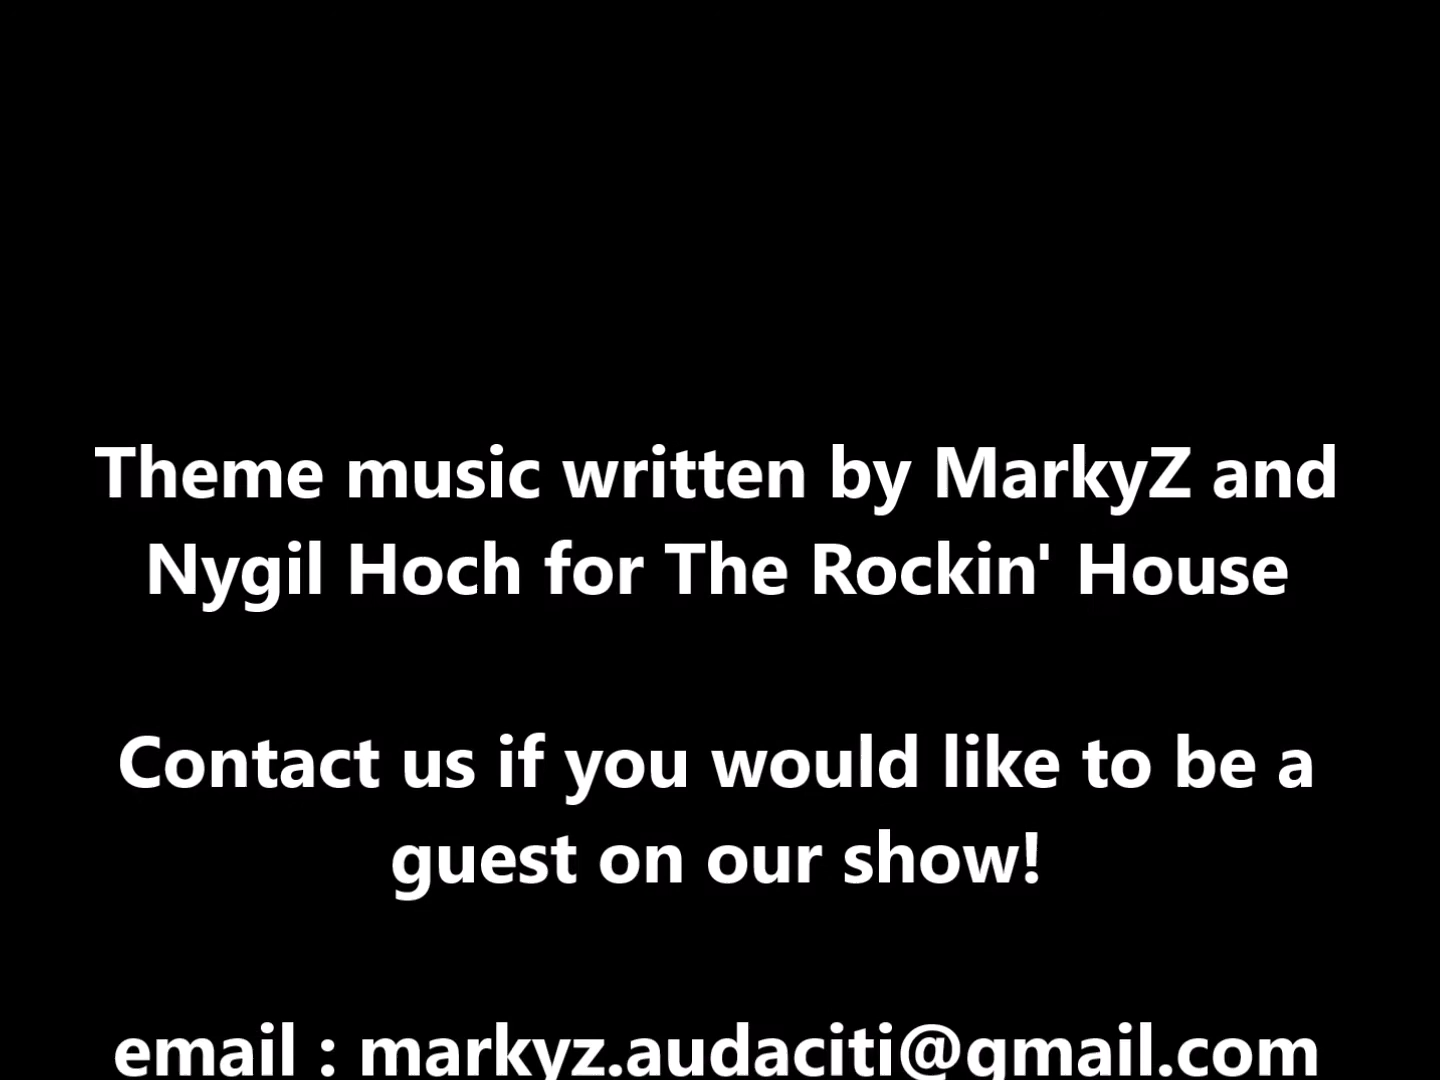 Theme music written by MarkyZ and
Nygil Hoch for The Rockin' House
Contact us if you would like to be a
guest on our show!
email : markyz.audaciti@gmail.com